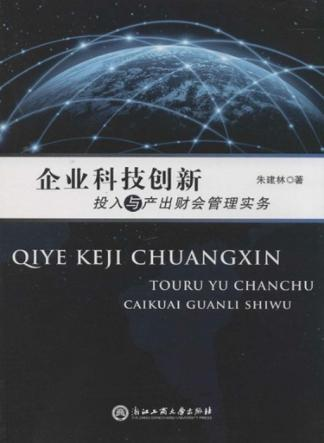 企业科技创新
朱建林◎著
投入与产出财会管理实务
QIYE KEJI CHUANGXIN
TOURU YU CHANCHU
CAIKUAI GUANLI SHIWU
浙江工商大学出版社